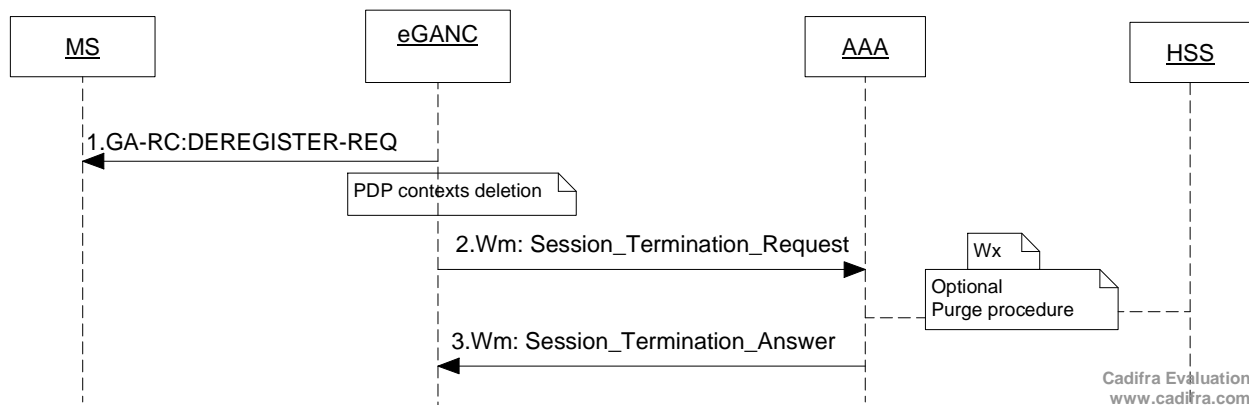 MS
eGANC
AAA
HSS
1.GA-RC:DEREGISTER-REQ
PDP contexts deletion
2.Wm: Session_Termination_Request
Wx
Optional
Purge procedure
3.Wm: Session_Termination_Answer
Cadifra Evaluation
www.cadifra.com